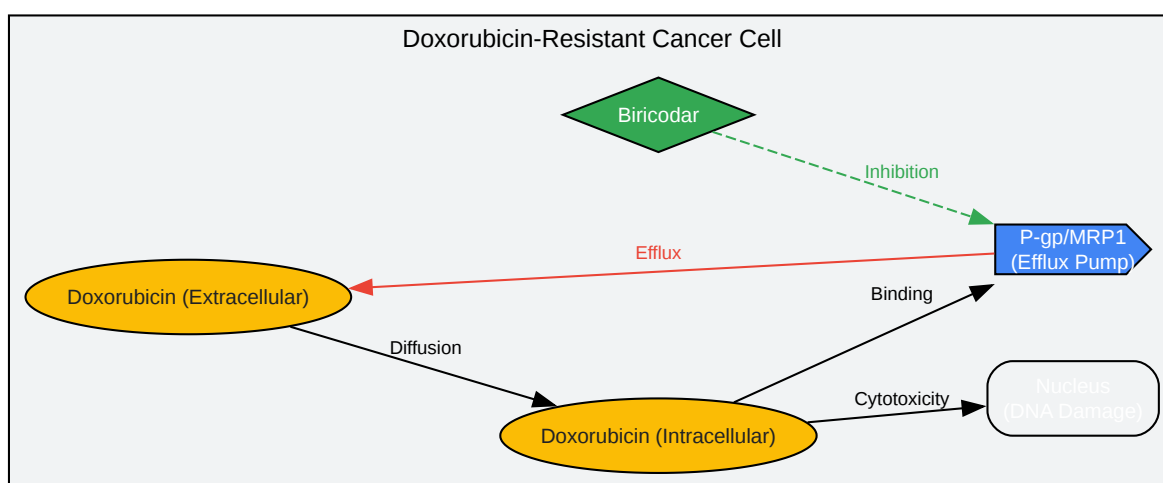 Doxorubicin-Resistant Cancer Cell
Biricodar
Inhibition
P-gp/MRP1
(Efflux Pump)
Efflux
Doxorubicin (Extracellular)
Binding
Diffusion
Nucleus
(DNA Damage)
Cytotoxicity
Doxorubicin (Intracellular)